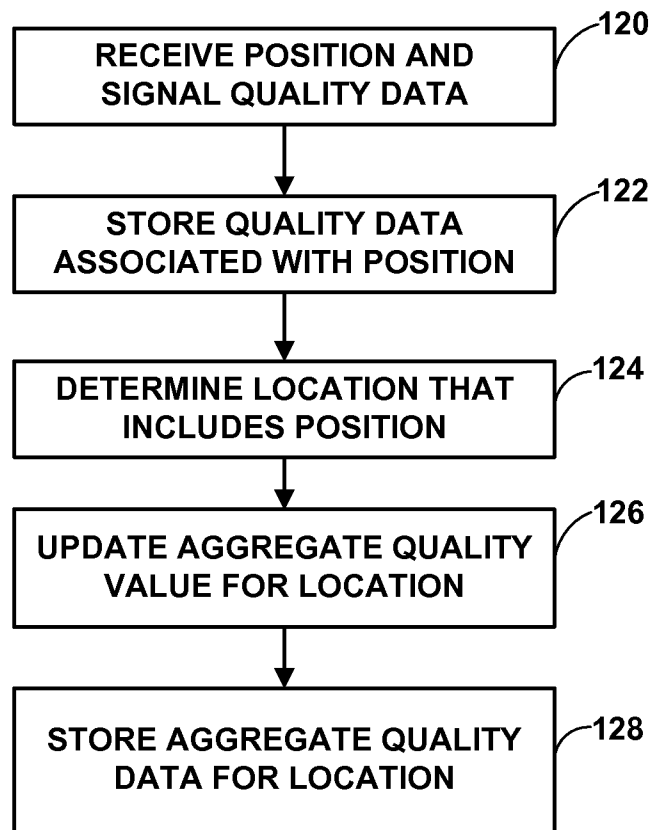 120
RECEIVE POSITION AND
SIGNAL QUALITY DATA
122
STORE QUALITY DATA
ASSOCIATED WITH POSITION
124
DETERMINE LOCATION THAT
INCLUDES POSITION
126
UPDATE AGGREGATE QUALITY
VALUE FOR LOCATION
128
STORE AGGREGATE QUALITY
DATA FOR LOCATION